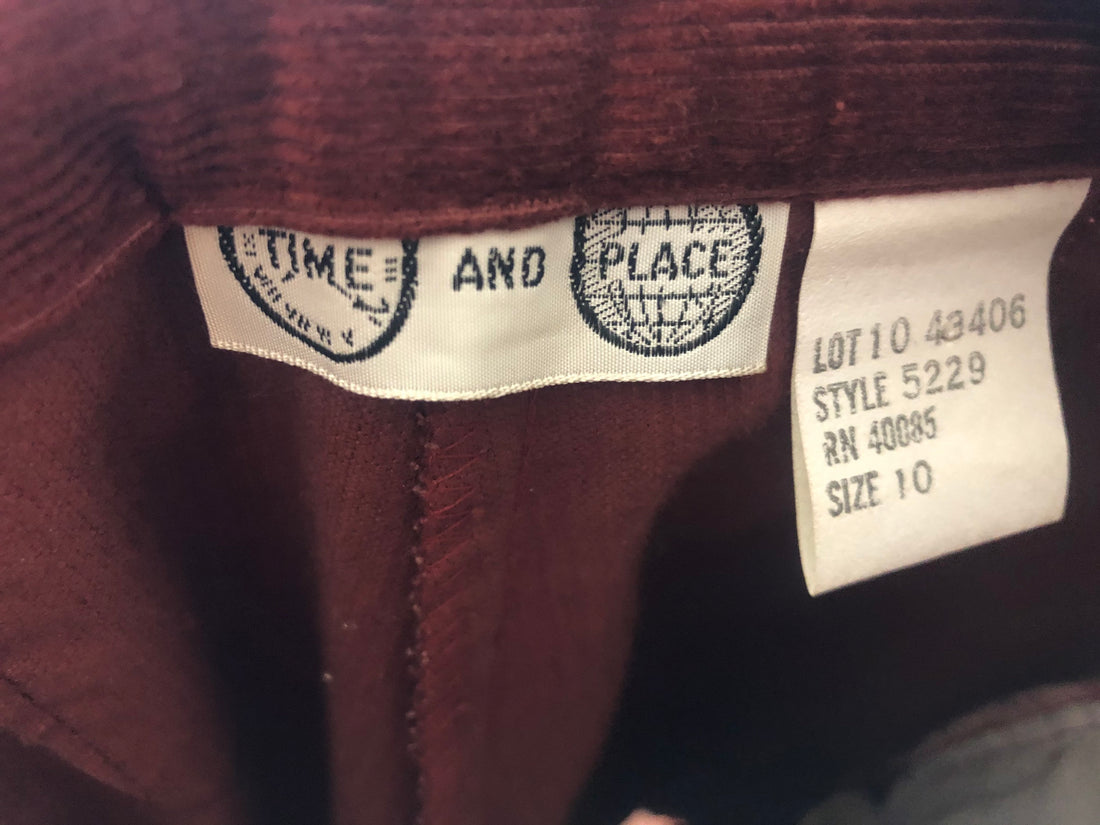 TIME AND PLACE
LOT 10 43406
STYLE 5229
RN 40085
SIZE 10